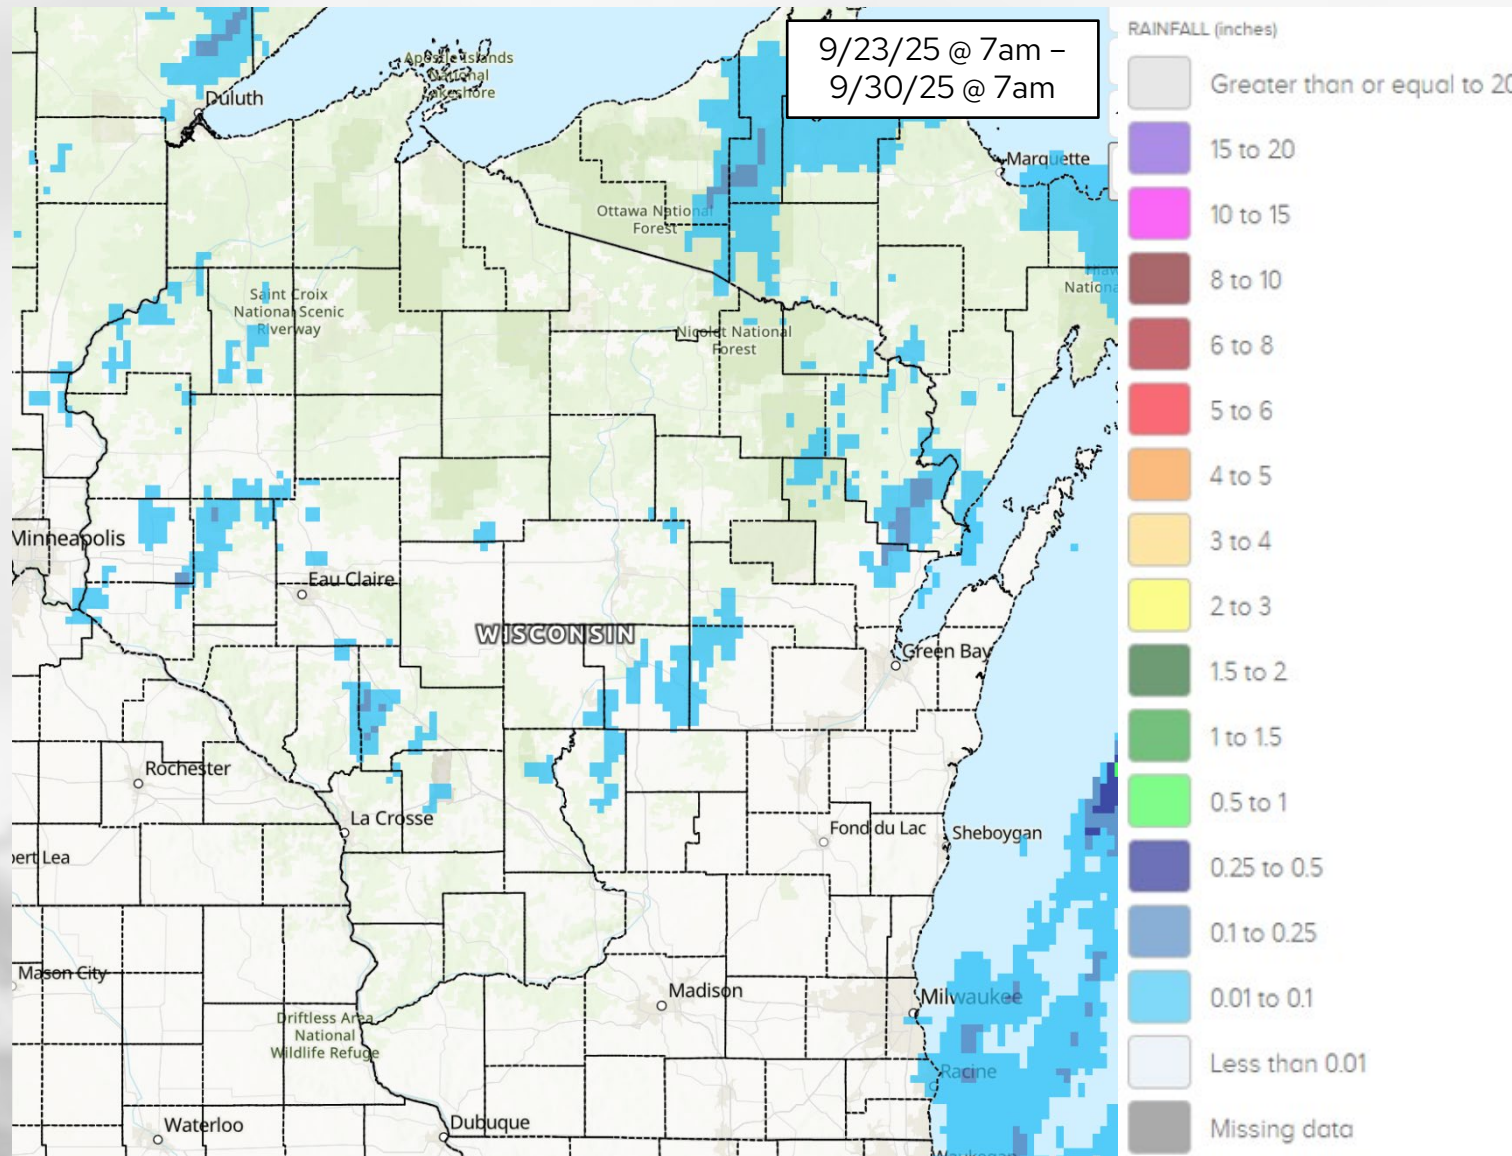 9/23/25 @ 7am –
9/30/25 @ 7am
RAINFALL (inches)
Greater than or equal to 20
15 to 20
10 to 15
8 to 10
6 to 8
5 to 6
4 to 5
3 to 4
2 to 3
1.5 to 2
1 to 1.5
0.5 to 1
0.25 to 0.5
0.1 to 0.25
0.01 to 0.1
Less than 0.01
Missing data
Apostle Islands
National
Lakeshore
Duluth
Marquette
Ottawa National
Forest
Nationa
Saint Croix
National Scenic
Riverway
Nicolet National
Forest
Minneapolis
Eau Claire
WISCONSIN
Green Bay
Rochester
La Crosse
Fond du Lac
Sheboygan
bert Lea
Mason City
Madison
Milwaukee
Driftless Area
National
Wildlife Refuge
Racine
Waterloo
Dubuque
Waukegan